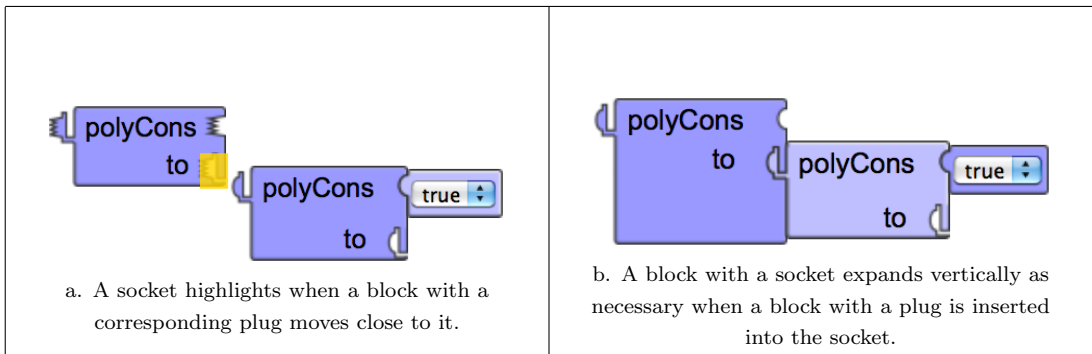 polyCons
to
polyCons
true
to
a. A socket highlights when a block with a
corresponding plug moves close to it.
polyCons
to
polyCons
true
to
b. A block with a socket expands vertically as
necessary when a block with a plug is inserted
into the socket.